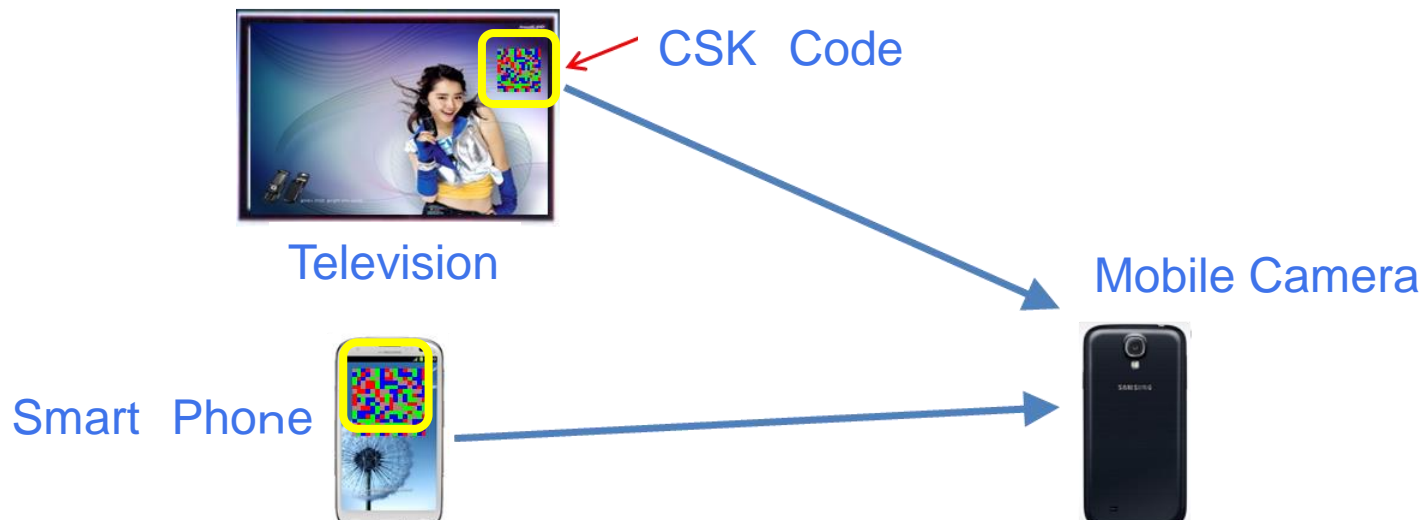 CSK Code
Television
Mobile Camera
Smart Phone
SAMSUNG